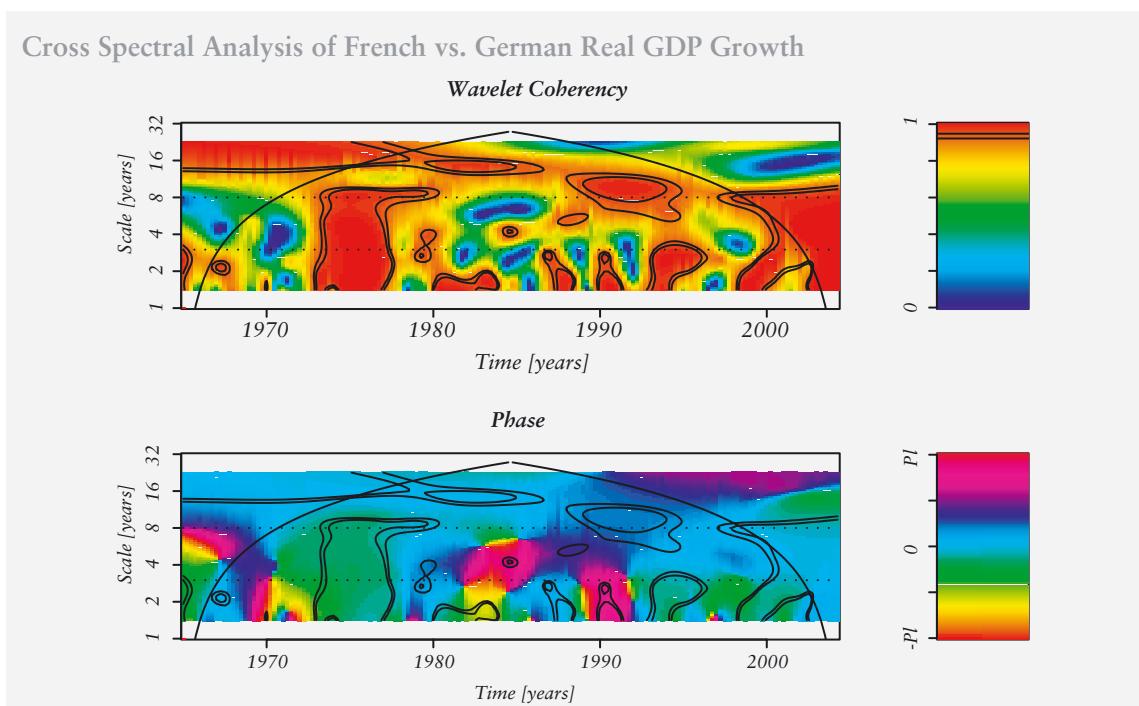 Cross Spectral Analysis of French vs. German Real GDP Growth
Wavelet Coherency
Scale [years]
32
16
8
4
2
1
1970 1980 1990 2000
Time [years]
1
0
Phase
Scale [years]
32
16
8
4
2
1
1970 1980 1990 2000
Time [years]
PI
0
-PI